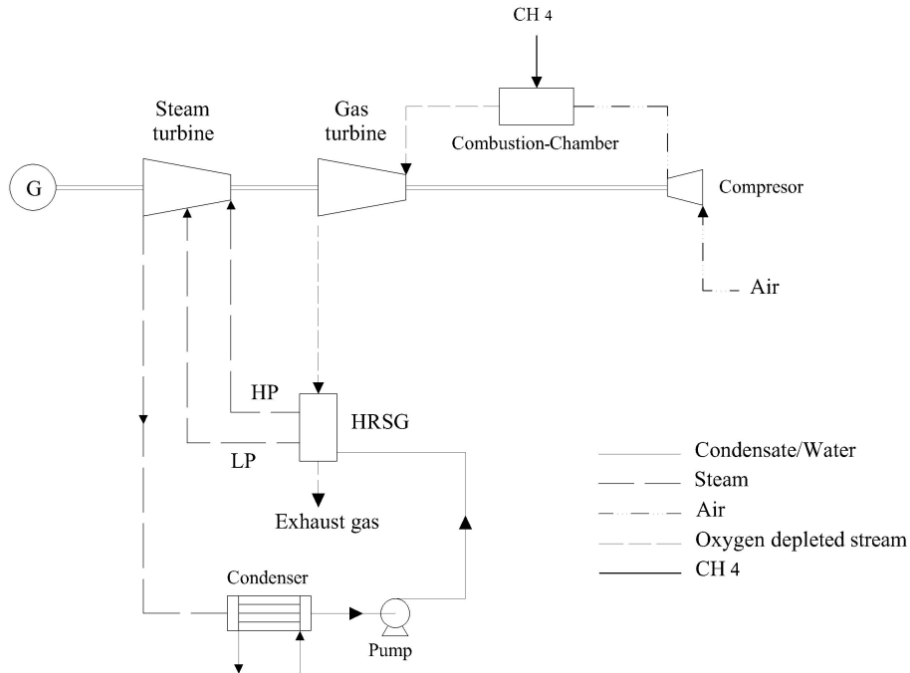 CH 4
Steam
turbine
Gas
turbine
Combustion-Chamber
G
Compresor
Air
HP
HRSG
LP
Exhaust gas
Condenser
Pump
Condensate/Water
Steam
Air
Oxygen depleted stream
CH 4